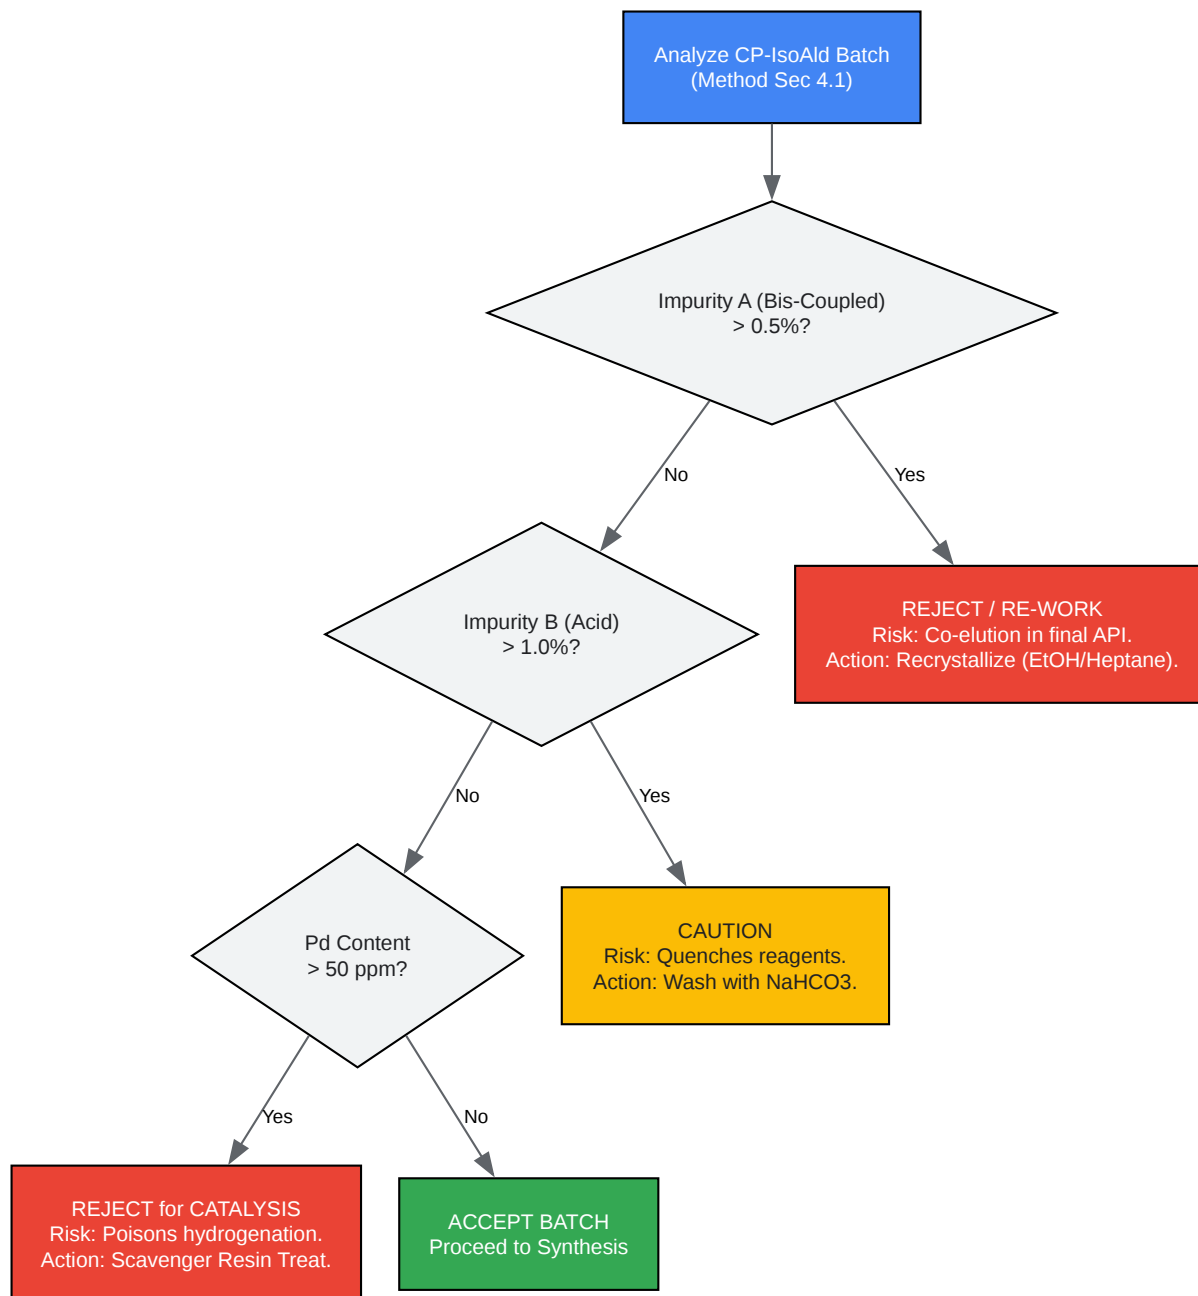 Analyze CP-IsoAld Batch
(Method Sec 4.1)
Impurity A (Bis-Coupled)
> 0.5%?
No
Yes
Impurity B (Acid)
> 1.0%?
REJECT / RE-WORK
Risk: Co-elution in final API.
Action: Recrystallize (EtOH/Heptane).
No
Yes
Pd Content
> 50 ppm?
CAUTION
Risk: Quenches reagents.
Action: Wash with NaHCO3.
Yes
No
REJECT for CATALYSIS
Risk: Poisons hydrogenation.
Action: Scavenger Resin Treat.
ACCEPT BATCH
Proceed to Synthesis